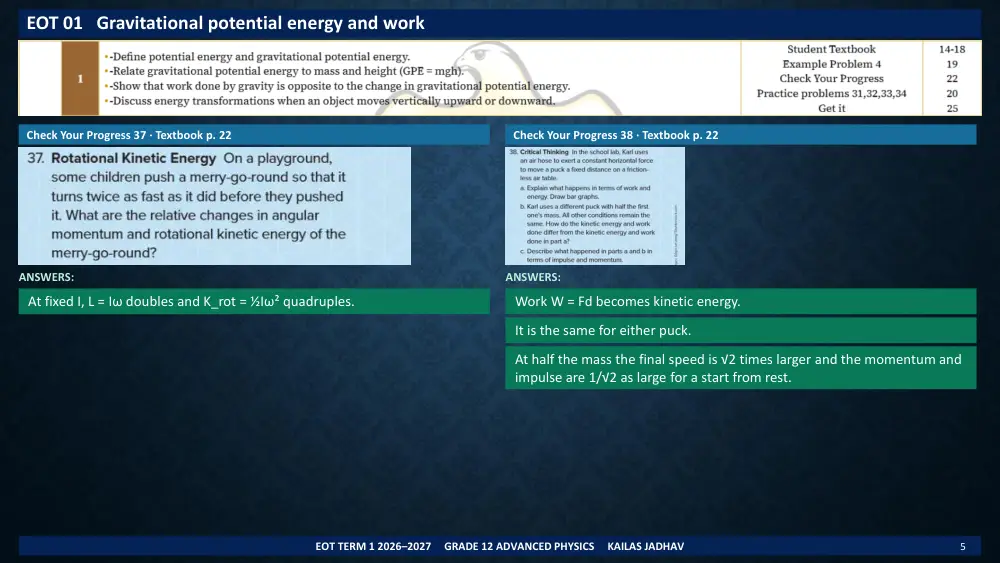 EOT 01 Gravitational potential energy and work
1
•-Define potential energy and gravitational potential energy.
•-Relate gravitational potential energy to mass and height (GPE = mgh).
•-Show that work done by gravity is opposite to the change in gravitational potential energy.
•-Discuss energy transformations when an object moves vertically upward or downward.
Student Textbook 14-18
Example Problem 4 19
Check Your Progress 22
Practice problems 31,32,33,34 20
Get it 25
Check Your Progress 37 · Textbook p. 22
37. Rotational Kinetic Energy On a playground,
some children push a merry-go-round so that it
turns twice as fast as it did before they pushed
it. What are the relative changes in angular
momentum and rotational kinetic energy of the
merry-go-round?
ANSWERS:
At fixed I, L = Iω doubles and K_rot = ½Iω² quadruples.
Check Your Progress 38 · Textbook p. 22
38. Critical Thinking In the school lab, Karl uses
an air hose to exert a constant horizontal force
to move a puck a fixed distance on a friction-
less air table.
a. Explain what happens in terms of work and
energy. Draw bar graphs.
b. Karl uses a different puck with half the first
one's mass. All other conditions remain the
same. How do the kinetic energy and work
done differ from the kinetic energy and work
done in part a?
c. Describe what happened in parts a and b in
terms of impulse and momentum.
ANSWERS:
Work W = Fd becomes kinetic energy.
It is the same for either puck.
At half the mass the final speed is √2 times larger and the momentum and
impulse are 1/√2 as large for a start from rest.
EOT TERM 1 2026–2027 GRADE 12 ADVANCED PHYSICS KAILAS JADHAV
5